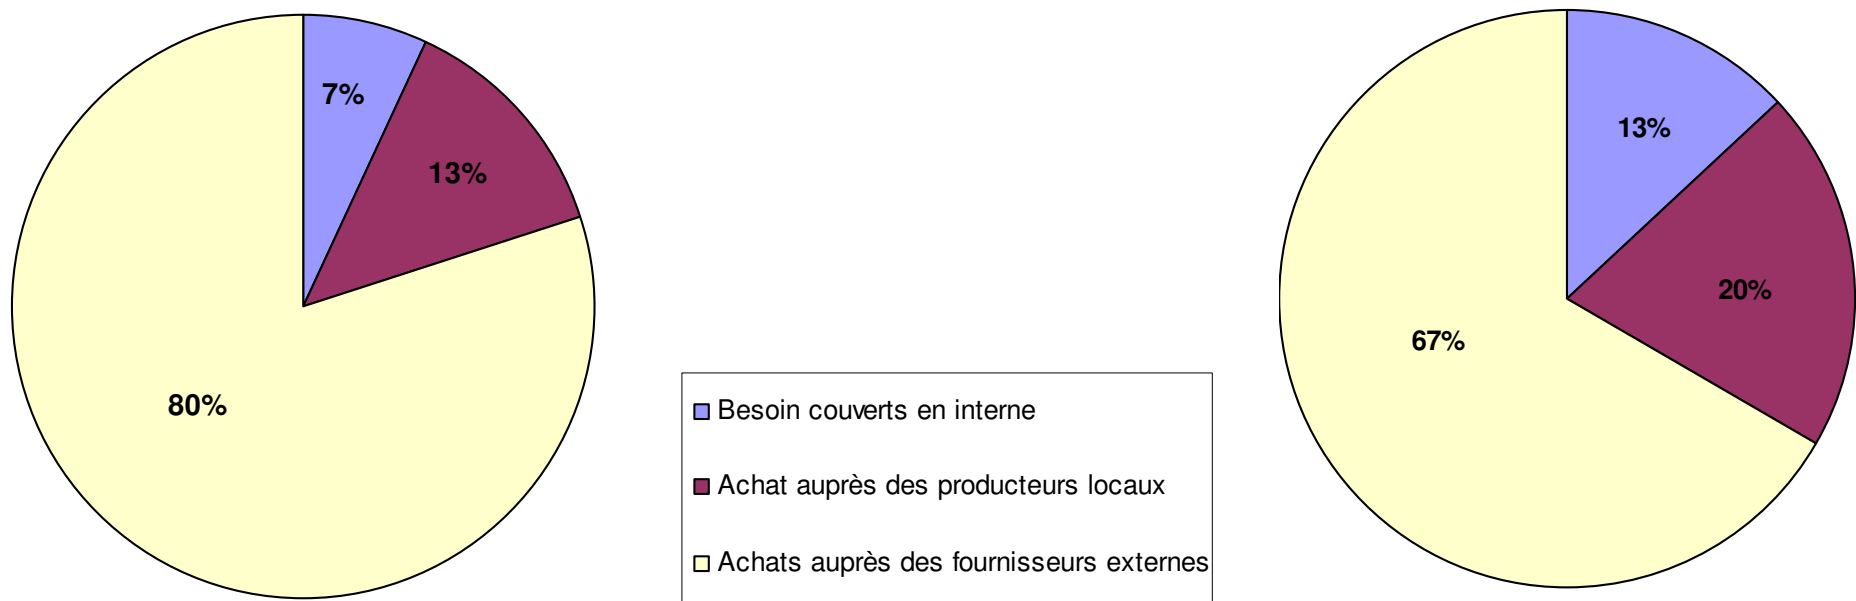 7%
13%
80%
Besoin couverts en interne
Achat auprès des producteurs locaux
Achats auprès des fournisseurs externes
13%
20%
67%